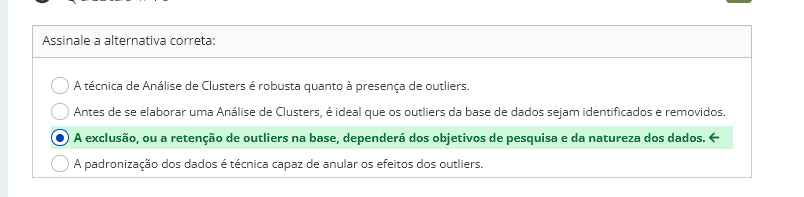 Assinale a alternativa correta:
A técnica de Análise de Clusters é robusta quanto à presença de outliers.
Antes de se elaborar uma Análise de Clusters, é ideal que os outliers da base de dados sejam identificados e removidos.
A exclusão, ou a retenção de outliers na base, dependerá dos objetivos de pesquisa e da natureza dos dados. ←
A padronização dos dados é técnica capaz de anular os efeitos dos outliers.